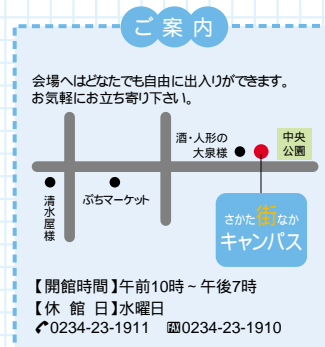 ご案内
会場へはどなたでも自由に出入りができます。
お気軽にお立ち寄り下さい。
酒・人形の
大泉様
中央
公園
清水屋様
ぷちマーケット
さかた街なか
キャンパス
【開館時間】午前10時~午後7時
【休館日】水曜日
0234-23-1911 FAX0234-23-1910